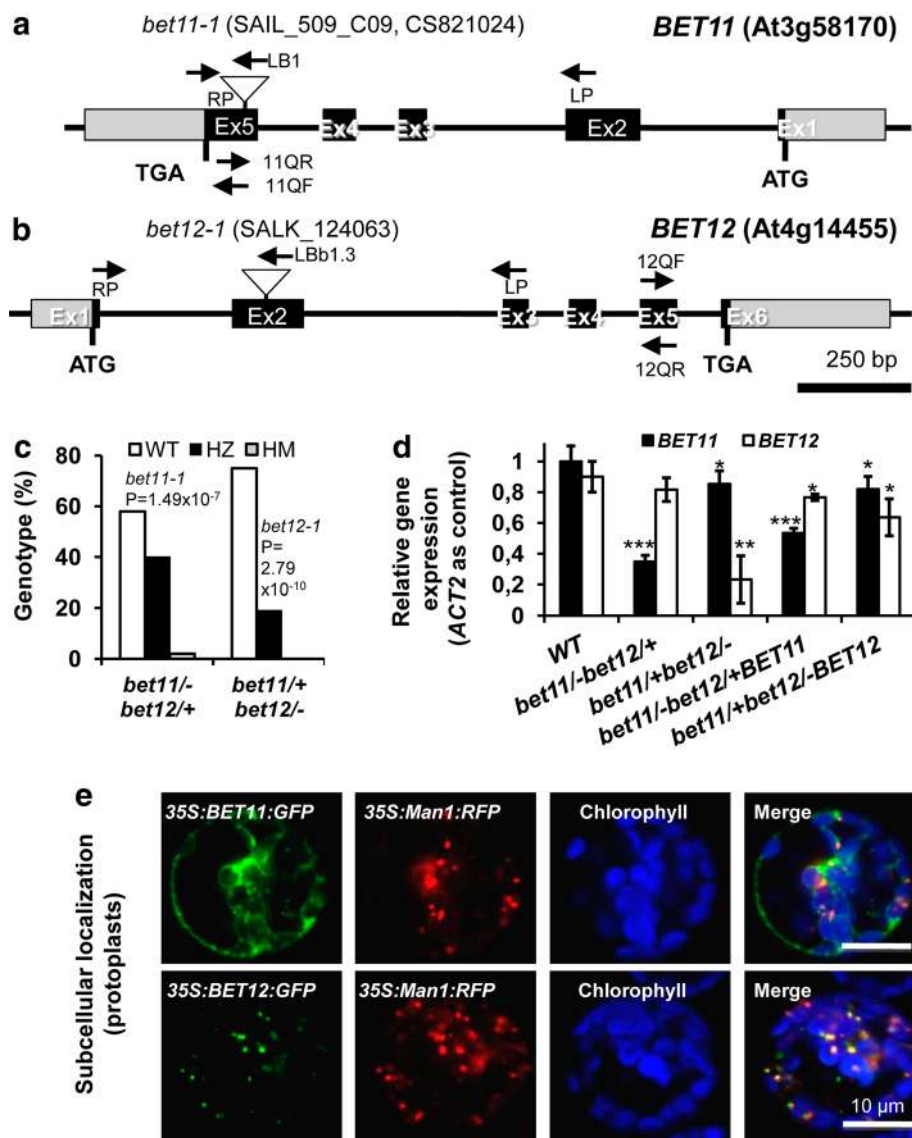 a
bet11-1 (SAIL_509_C09, CS821024)
BET11 (At3g58170)
LB1
RP
LP
Ex5
Ex4
Ex3
Ex2
Ex1
TGA
11QR
11QF
ATG
b
bet12-1 (SALK_124063)
BET12 (At4g14455)
LBb1.3
12QF
RP
LP
Ex1
Ex2
Ex3
Ex4
Ex5
Ex6
ATG
12QR
TGA
250 bp
c
WT HZ HM
Genotype (%)
80
60
40
20
0
bet11-1
P=1.49x10-7
bet12-1
P=
2.79
x10-10
bet11/-
bet12/+
bet11/+
bet12/-
d
BET11 BET12
Relative gene
expression
(ACT2 as control)
1
0,8
0,6
0,4
0,2
***
*
**
***
*
*
*
WT
bet11/-bet12/+
bet11/+bet12/-
bet11/-bet12/+BET11
bet11/+bet12/-BET12
e
Subcellular localization
(protoplasts)
35S:BET11:GFP
35S:Man1:RFP
Chlorophyll
Merge
35S:BET12:GFP
35S:Man1:RFP
Chlorophyll
Merge
10 µm